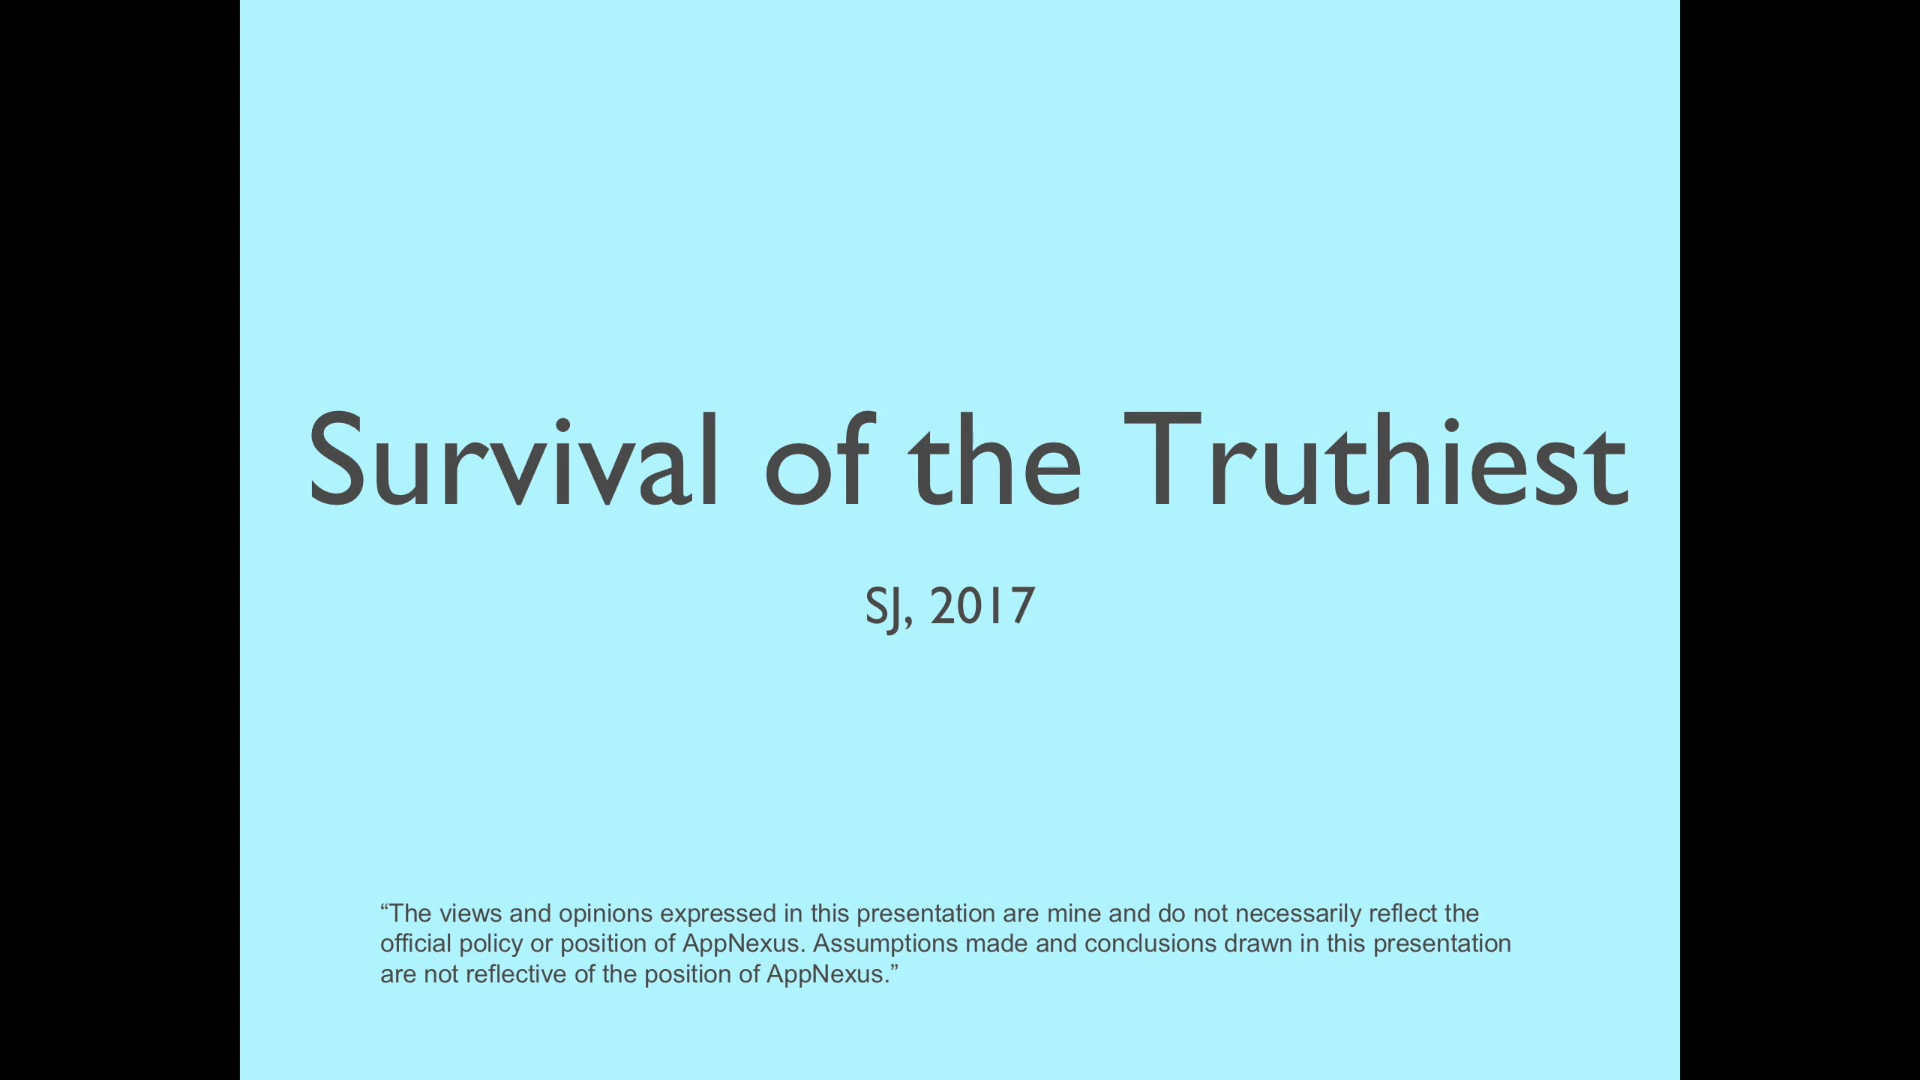 Survival of the Truthiest
SJ, 2017
“The views and opinions expressed in this presentation are mine and do not necessarily reflect the
official policy or position of AppNexus. Assumptions made and conclusions drawn in this presentation
are not reflective of the position of AppNexus.”